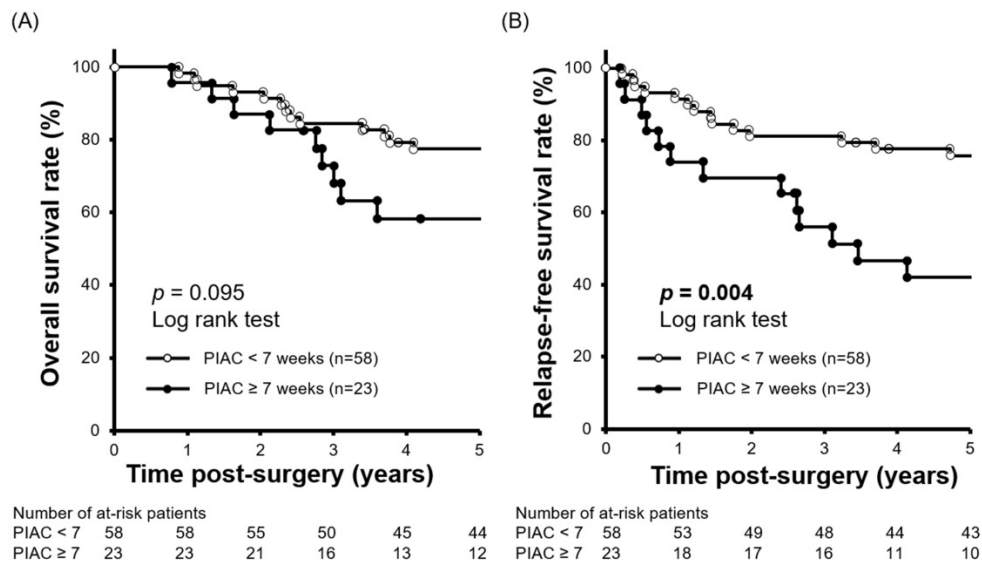 (A)
Overall survival rate (%)
100
80
60
40
20
0
0 1 2 3 4 5
Time post-surgery (years)
p = 0.095
Log rank test
PIAC < 7 weeks (n=58)
PIAC ≥ 7 weeks (n=23)
Number of at-risk patients
PIAC < 7 58 58 55 50 45 44
PIAC ≥ 7 23 23 21 16 13 12
(B)
Relapse-free survival rate (%)
100
80
60
40
20
0
0 1 2 3 4 5
Time post-surgery (years)
p = 0.004
Log rank test
PIAC < 7 weeks (n=58)
PIAC ≥ 7 weeks (n=23)
Number of at-risk patients
PIAC < 7 58 53 49 48 44 43
PIAC ≥ 7 23 18 17 16 11 10